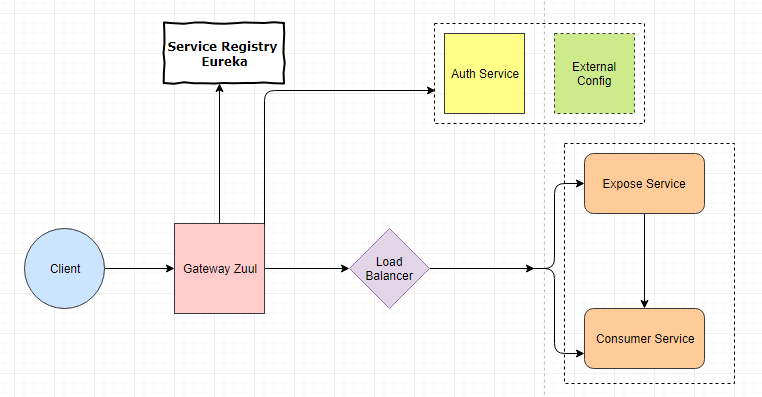 Service Registry
Eureka
Auth Service
External
Config
Expose Service
Client
Gateway Zuul
Load
Balancer
Consumer Service